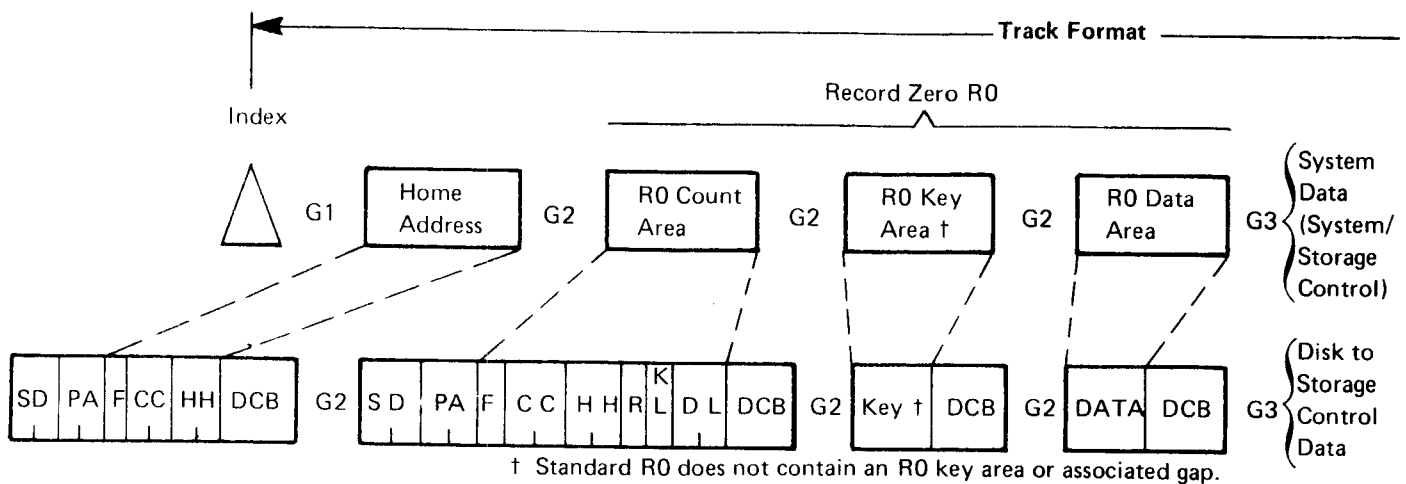 Track Format
Index
Record Zero R0
G1
Home
Address
G2
R0 Count
Area
G2
R0 Key
Area †
G2
R0 Data
Area
G3
System
Data
(System/
Storage
Control)
SD PA F CC HH DCB G2 SD PA F CC HH R KL DL DCB G2 Key † DCB G2 DATA DCB G3
Disk to
Storage
Control
Data
† Standard R0 does not contain an R0 key area or associated gap.